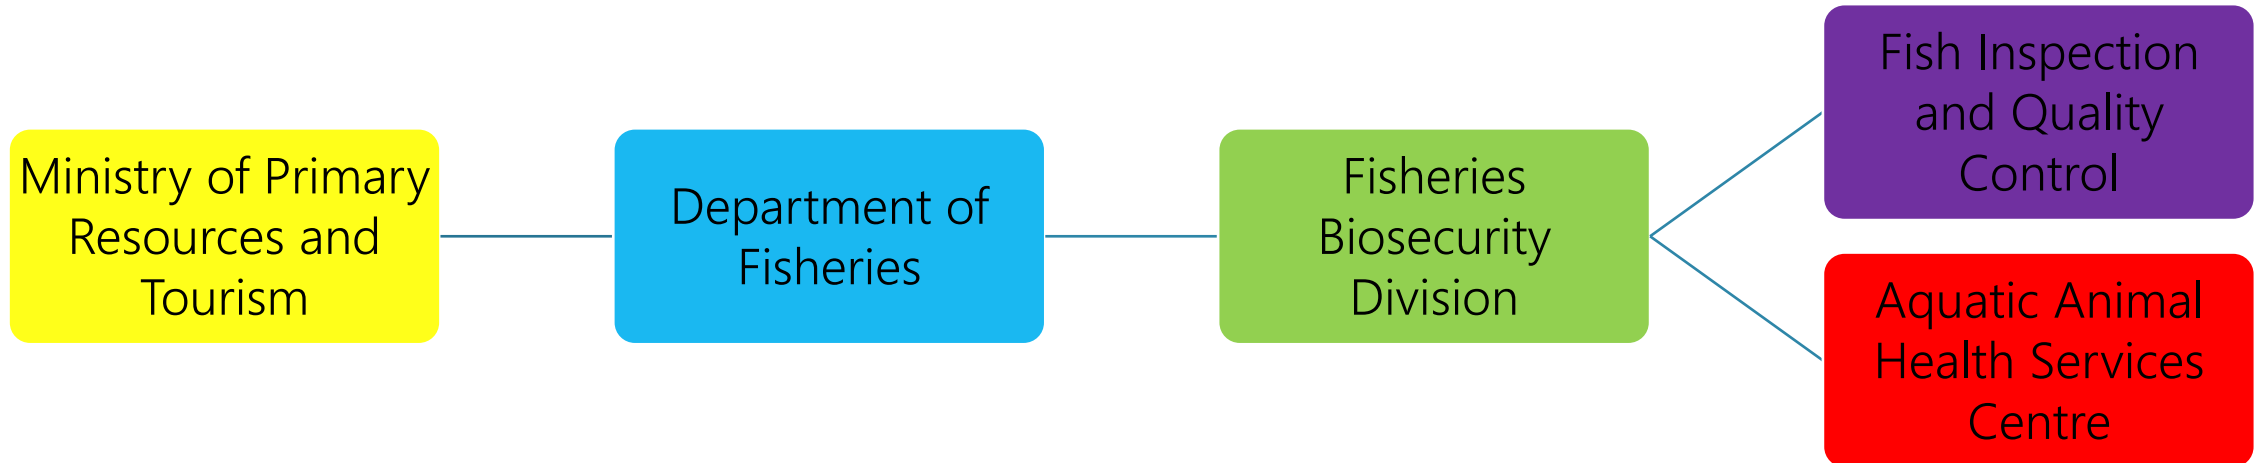 Ministry of Primary
Resources and
Tourism
Department of
Fisheries
Fisheries
Biosecurity
Division
Fish Inspection
and Quality
Control
Aquatic Animal
Health Services
Centre